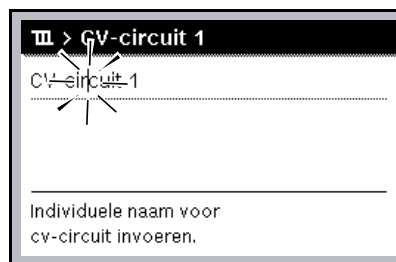 > CV-circuit 1
CV-circuit 1
Individuele naam voor
cv-circuit invoeren.